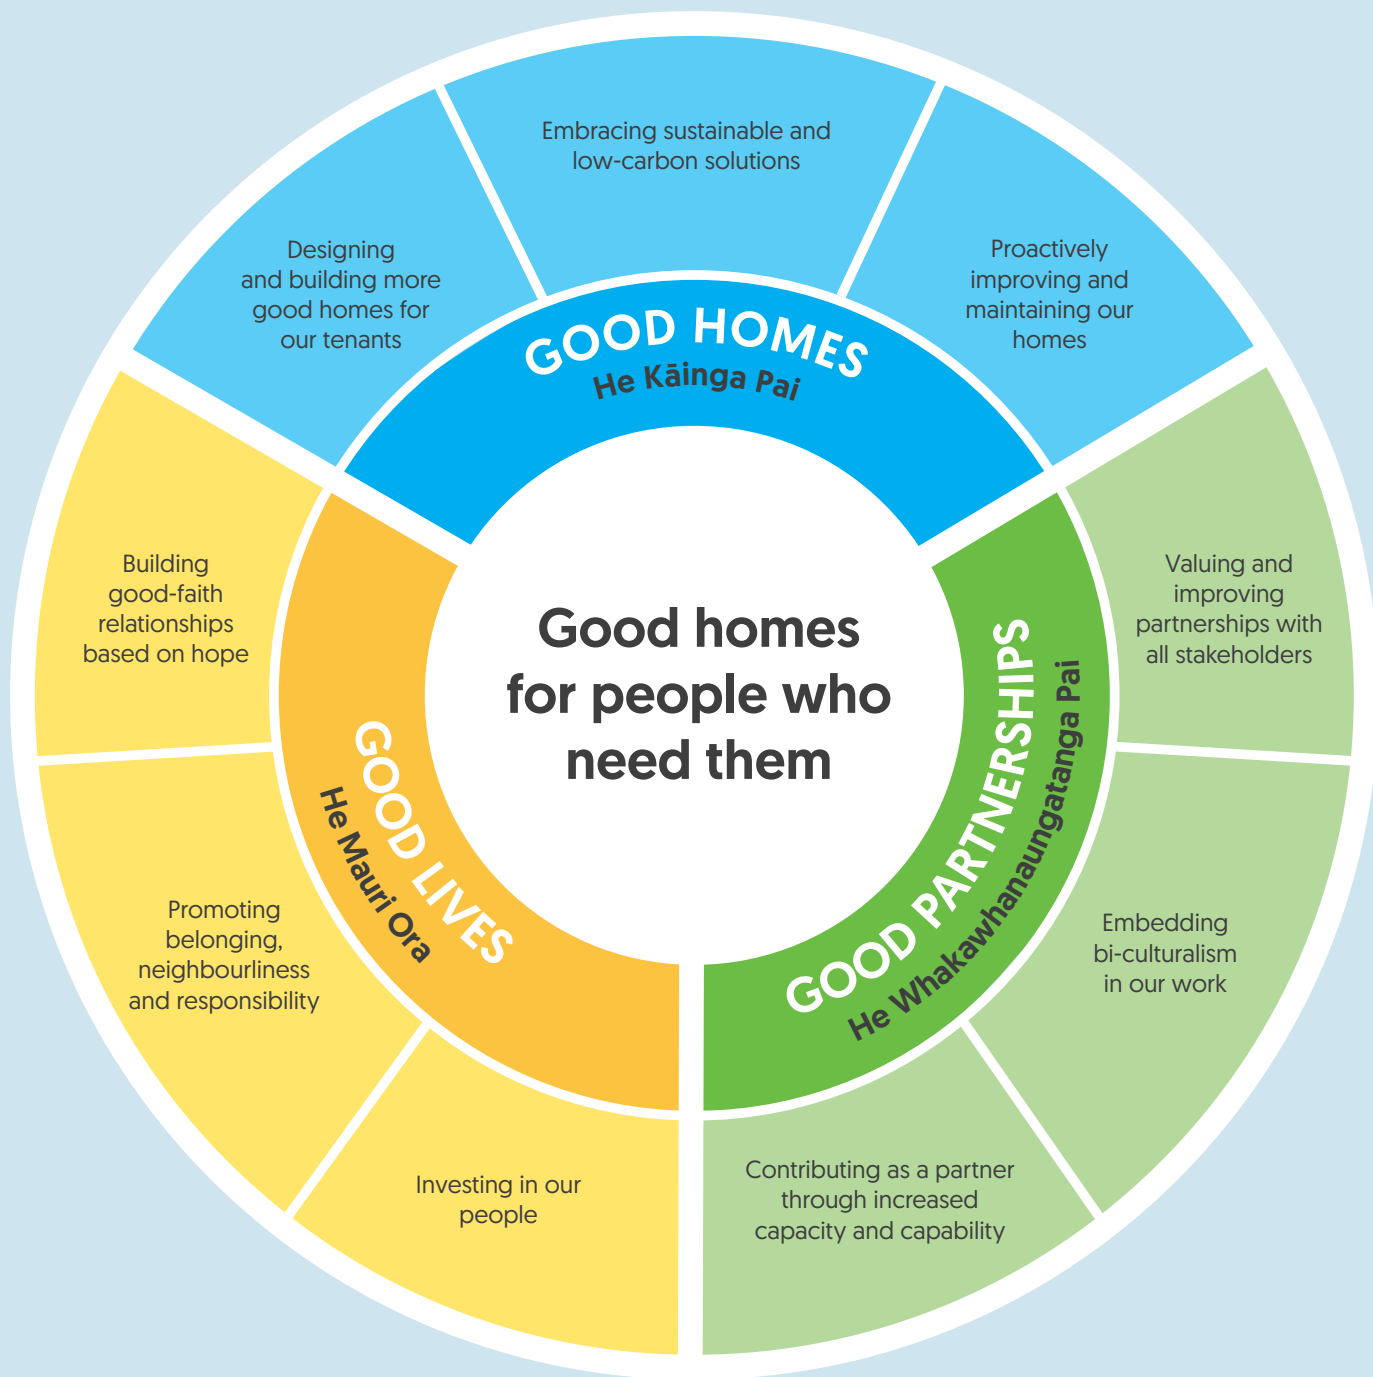 Embracing sustainable and
low-carbon solutions
Designing
and building more
good homes for
our tenants
Proactively
improving and
maintaining our
homes
GOOD HOMES
He Kāinga Pai
Building
good-faith
relationships
based on hope
Valuing and
improving
partnerships with
all stakeholders
Good homes
for people who
need them
GOOD LIVES
He Mauri Ora
GOOD PARTNERSHIPS
He Whakawhanaungatanga Pai
Promoting
belonging,
neighbourliness
and responsibility
Embedding
bi-culturalism
in our work
Investing in our
people
Contributing as a partner
through increased
capacity and capability